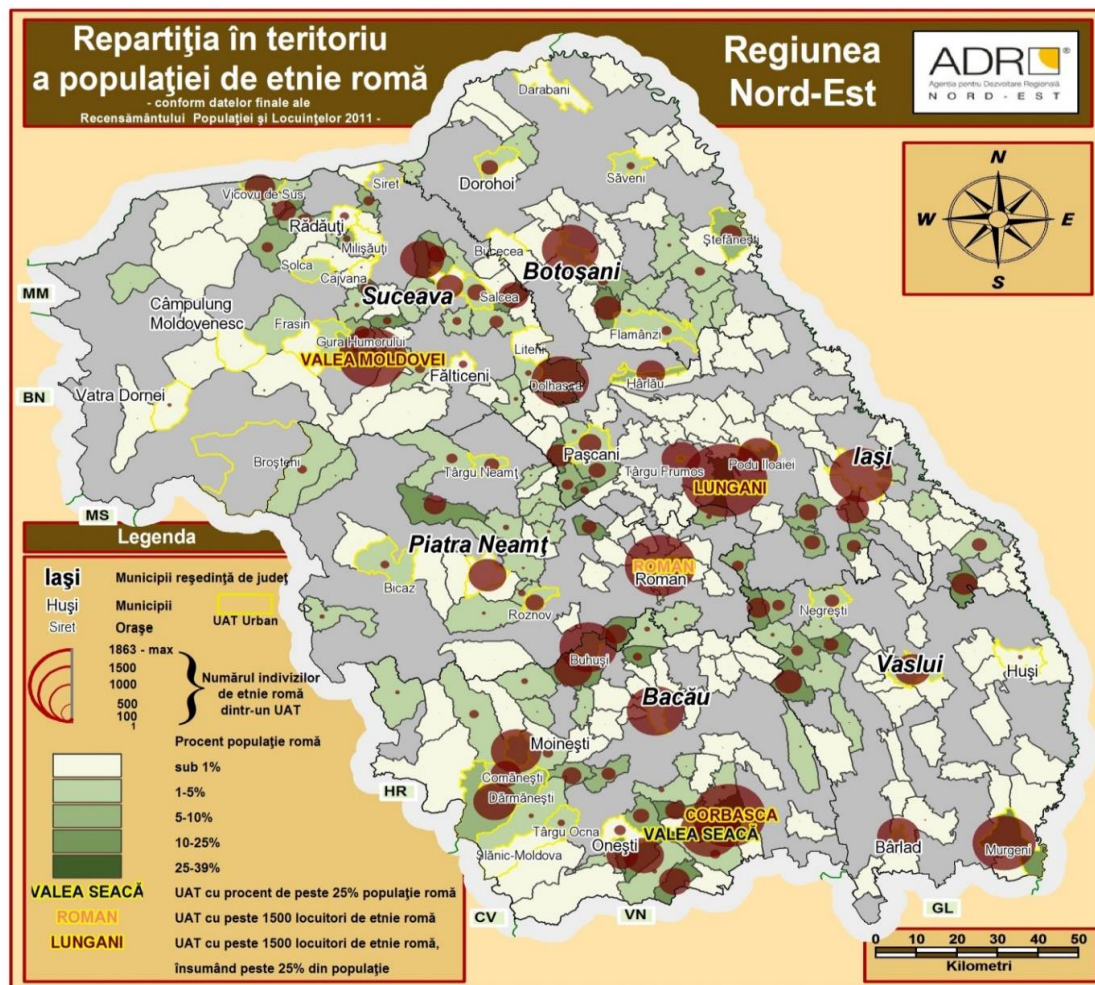 Repartiţia în teritoriu
a populaţiei de etnie romă
- conform datelor finale ale
Recensământului Populaţiei şi Locuinţelor 2011 -
Regiunea
Nord-Est
ADR
®
Agenţia pentru Dezvoltare Regională
NORD-EST
N
W
E
S
Darabani
Dorohoi
Săveni
Siret
Vicovu de Sus
Rădăuţi
Milişăuţi
Solca
Cajvana
Bucecea
Botoşani
Ştefăneşti
Suceava
Salcea
MM
Câmpulung
Moldovenesc
Frasin
Gura Humorului
VALEA MOLDOVEI
Flamânzi
Liteni
Fălticeni
Dolhasca
Hârlău
Vatra Dornei
BN
Broşteni
Târgu Neamţ
Paşcani
Târgu Frumos
Podu Iloaiei
Iaşi
LUNGANI
MS
Piatra Neamţ
ROMAN
Roman
Bicaz
Roznov
Negreşti
Buhuşi
Vaslui
Huşi
Bacău
Moineşti
HR
Comăneşti
Dărmăneşti
CORBASCA
VALEA SEACĂ
Târgu Ocna
Oneşti
Slănic-Moldova
Bârlad
Murgeni
CV
VN
GL
Legenda
Iaşi
Municipii reşedinţă de judeţ
Huşi
Municipii
Siret
Oraşe
UAT Urban
1863 - max
1500
1000
500
100
1
Numărul indivizilor
de etnie romă
dintr-un UAT
Procent populaţie romă
sub 1%
1-5%
5-10%
10-25%
25-39%
VALEA SEACĂ
UAT cu procent de peste 25% populaţie romă
ROMAN
UAT cu peste 1500 locuitori de etnie romă
LUNGANI
UAT cu peste 1500 locuitori de etnie romă,
însumând peste 25% din populaţie
0 10 20 30 40 50
Kilometri